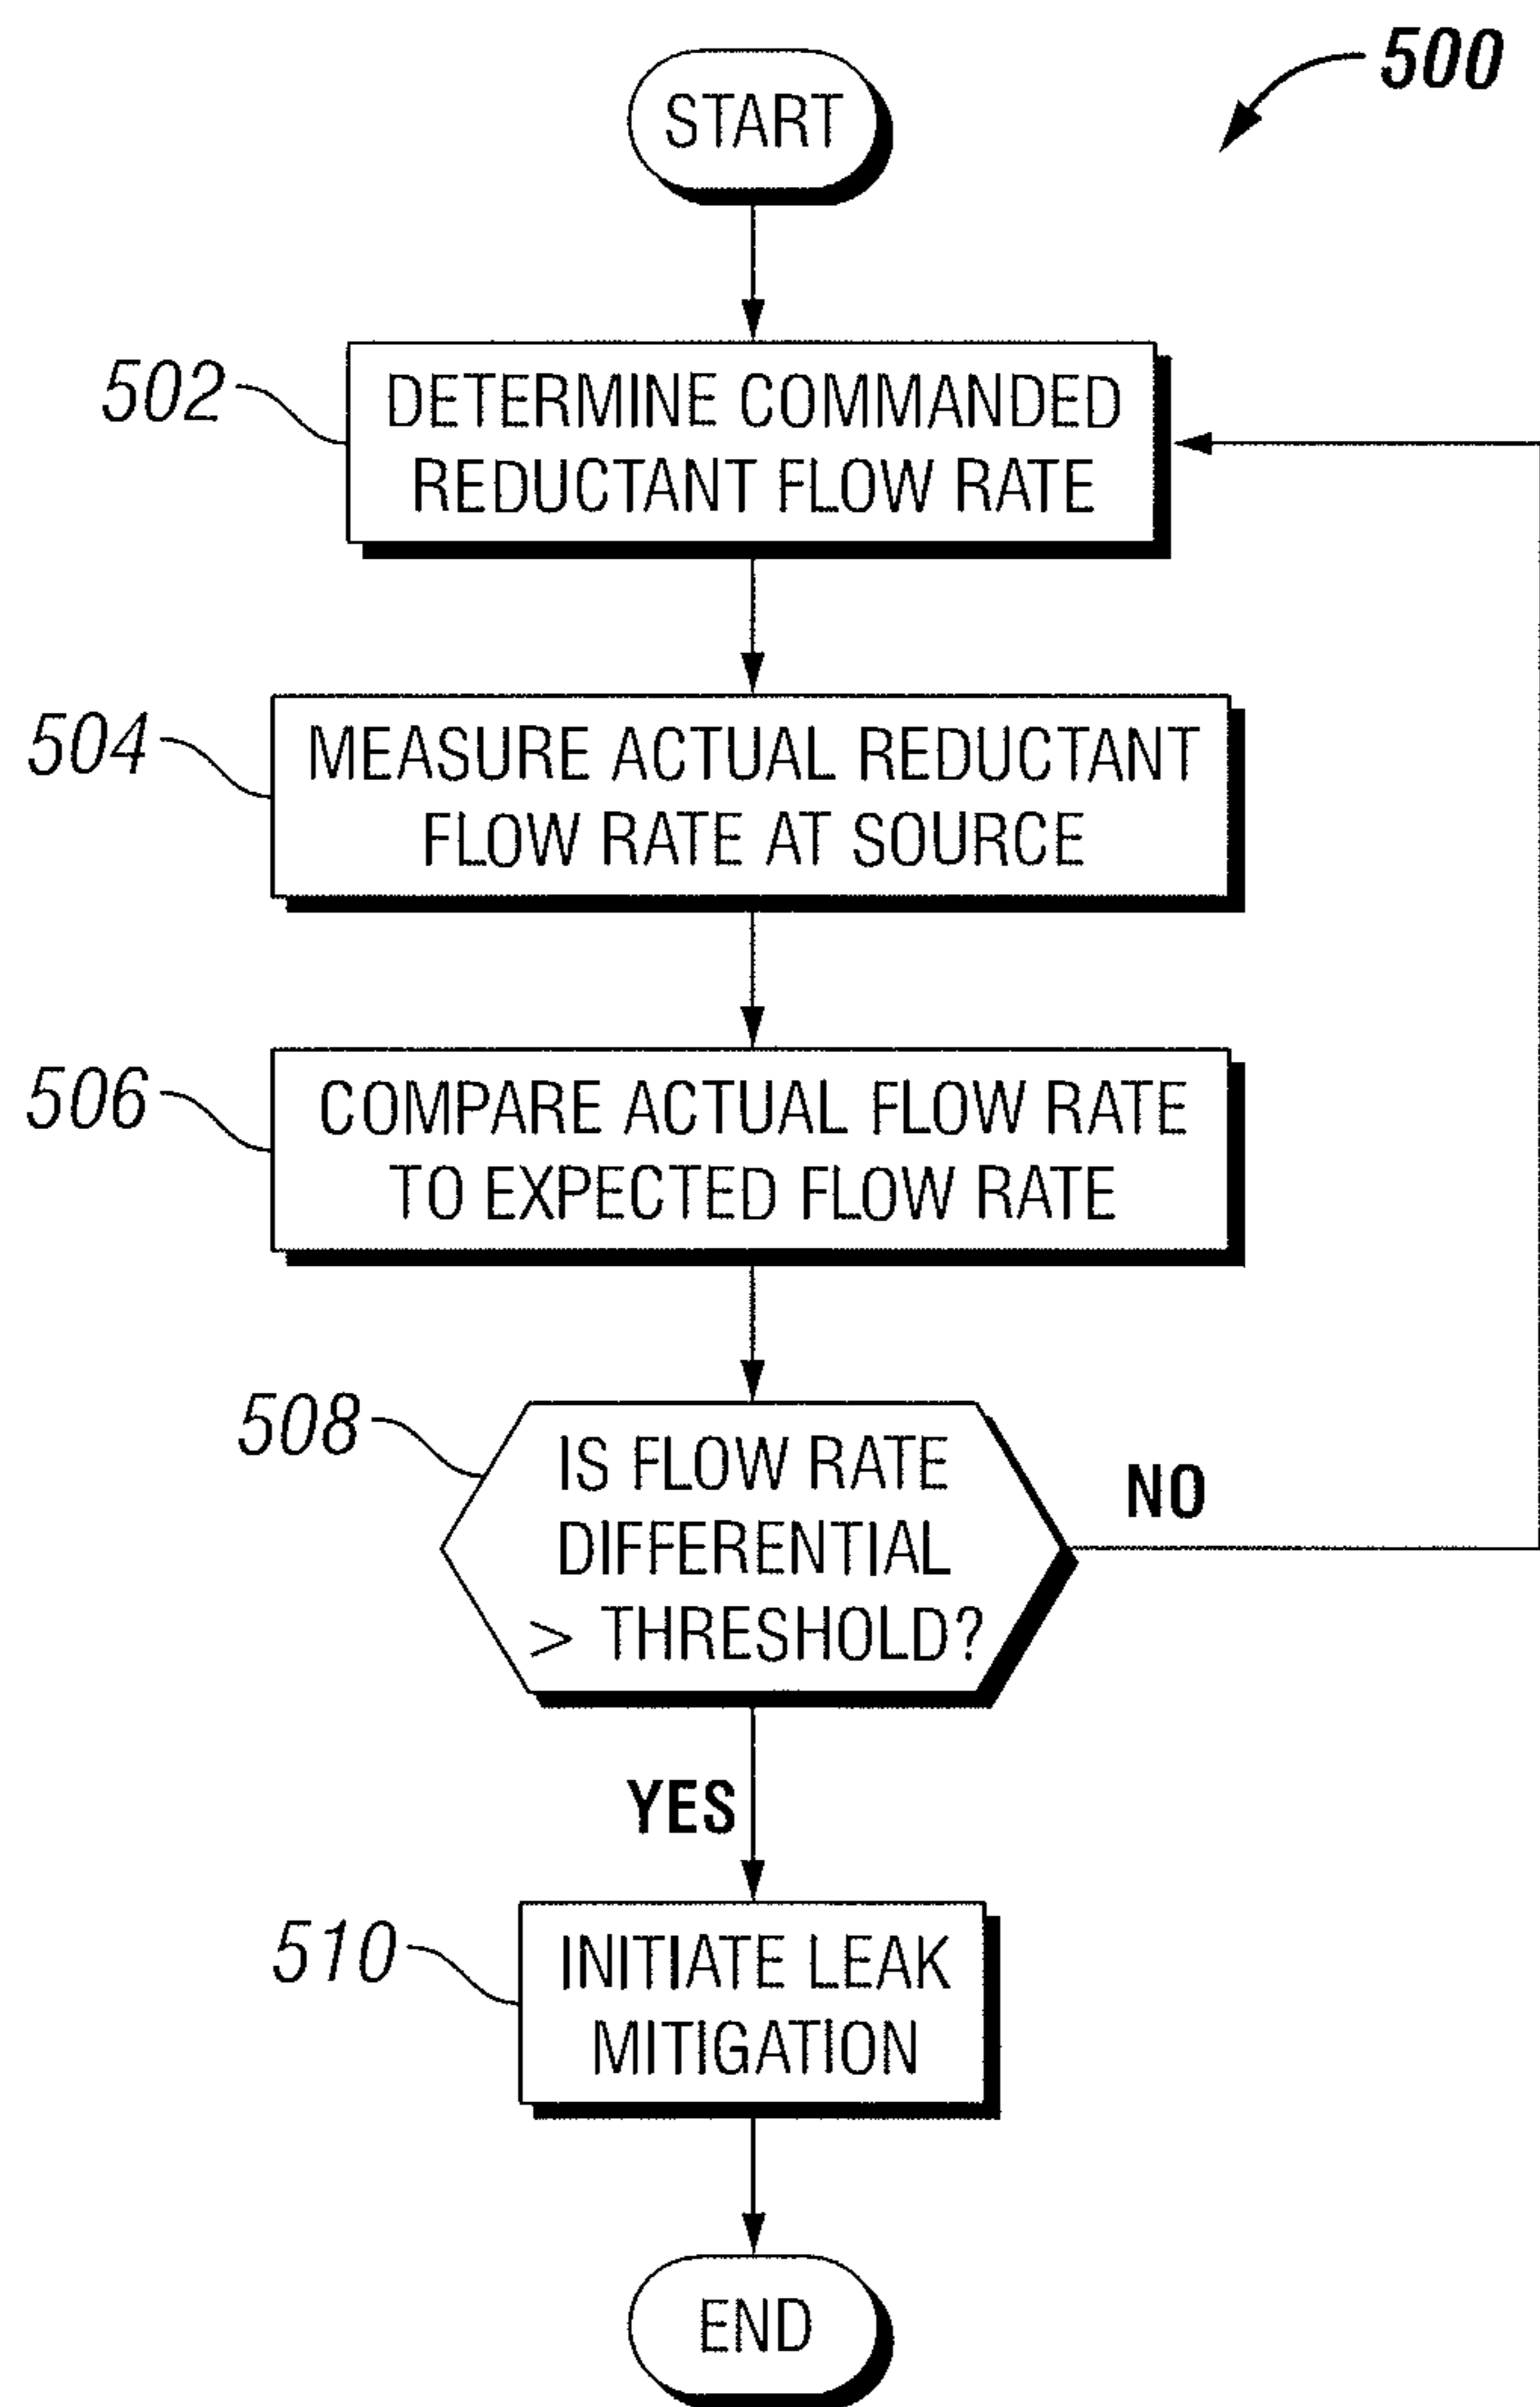 500
START
502
DETERMINE COMMANDED
REDUCTANT FLOW RATE
504
MEASURE ACTUAL REDUCTANT
FLOW RATE AT SOURCE
506
COMPARE ACTUAL FLOW RATE
TO EXPECTED FLOW RATE
508
IS FLOW RATE
DIFFERENTIAL
> THRESHOLD?
NO
YES
510
INITIATE LEAK
MITIGATION
END